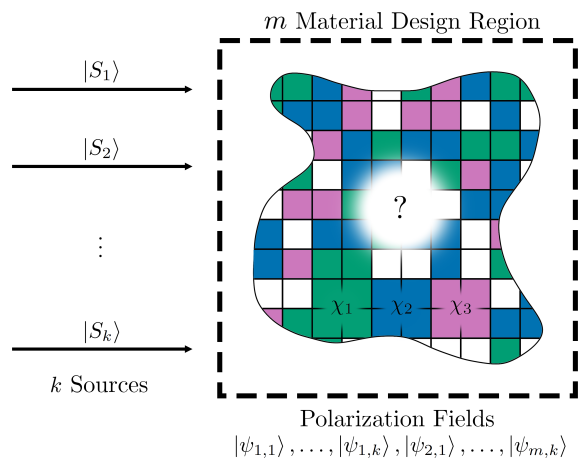 m Material Design Region
|S₁⟩
|S₂⟩
⋮
|Sₖ⟩
k Sources
?
χ₁ χ₂ χ₃
Polarization Fields
|ψ₁,₁⟩ , . . . , |ψ₁,ₖ⟩ , |ψ₂,₁⟩ , . . . , |ψₘ,ₖ⟩